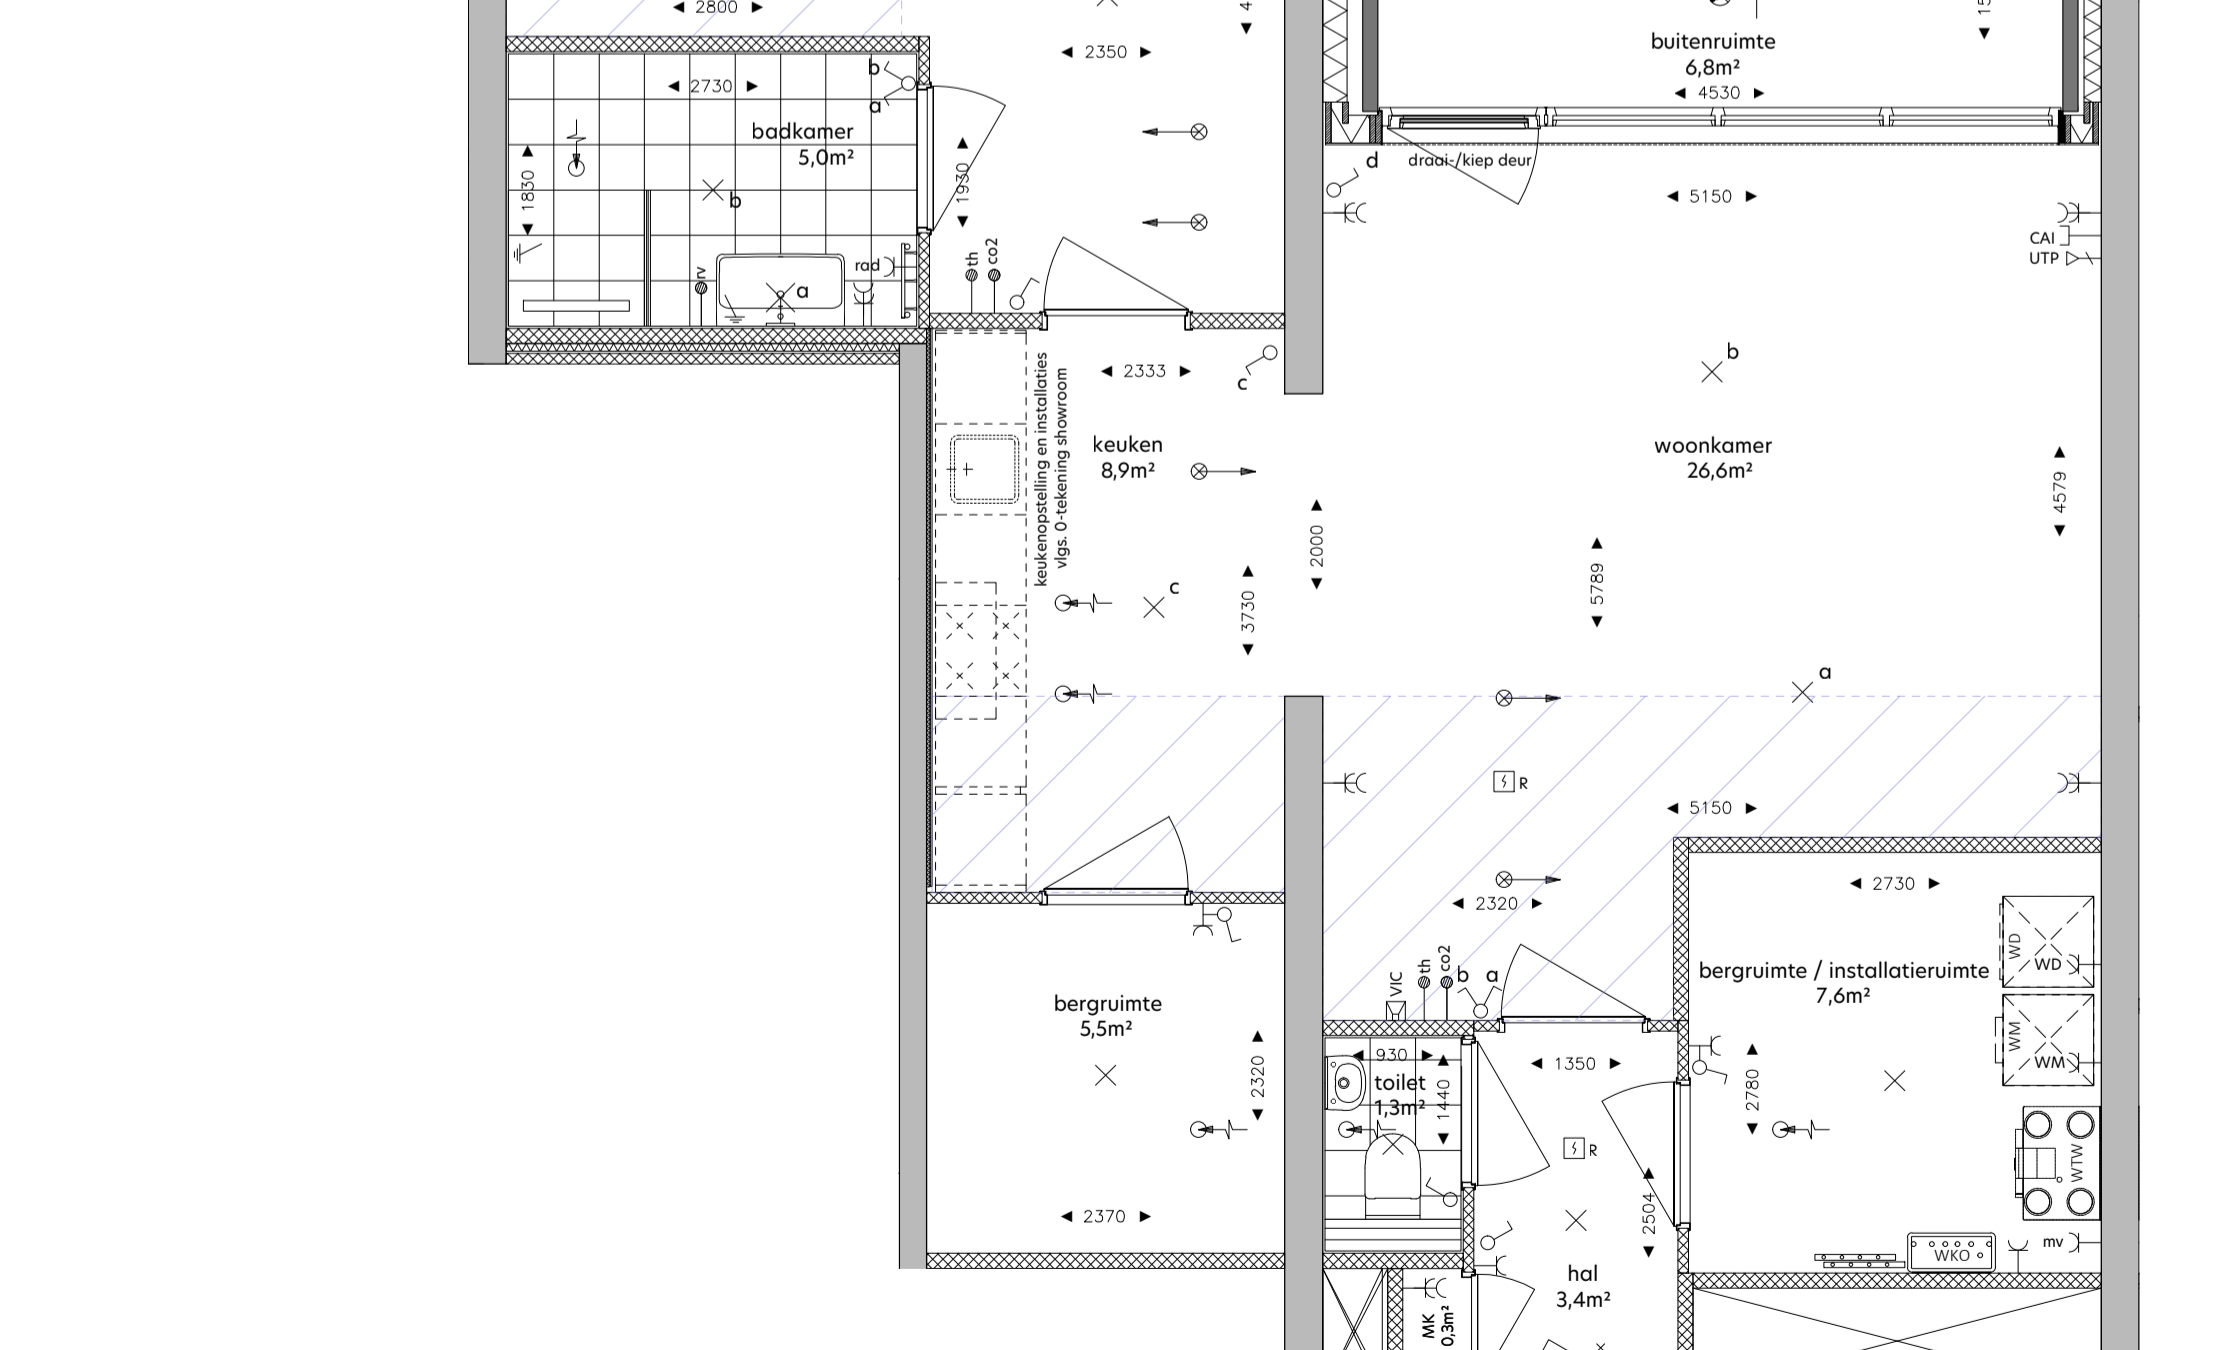 2800
4
2350
15
buitenruimte
6,8m²
4530
b
a
2730
badkamer
5,0m²
1830
b
1930
rv
a
rad
th
co2
d
draai-/kiep deur
5150
CAI
UTP
2333
c
keukenopstelling en installaties
vlgs. 0-tekening showroom
keuken
8,9m²
b
woonkamer
26,6m²
4579
2000
5789
3730
c
a
R
5150
2320
2730
bergruimte
5,5m²
2320
2370
VIC
th
co2
b
a
bergruimte / installatieruimte
7,6m²
WD
WD
WM
WM
930
toilet
1,3m²
1440
1350
2780
R
2504
WTW
mv
WKO
hal
3,4m²
MK
0,3m²